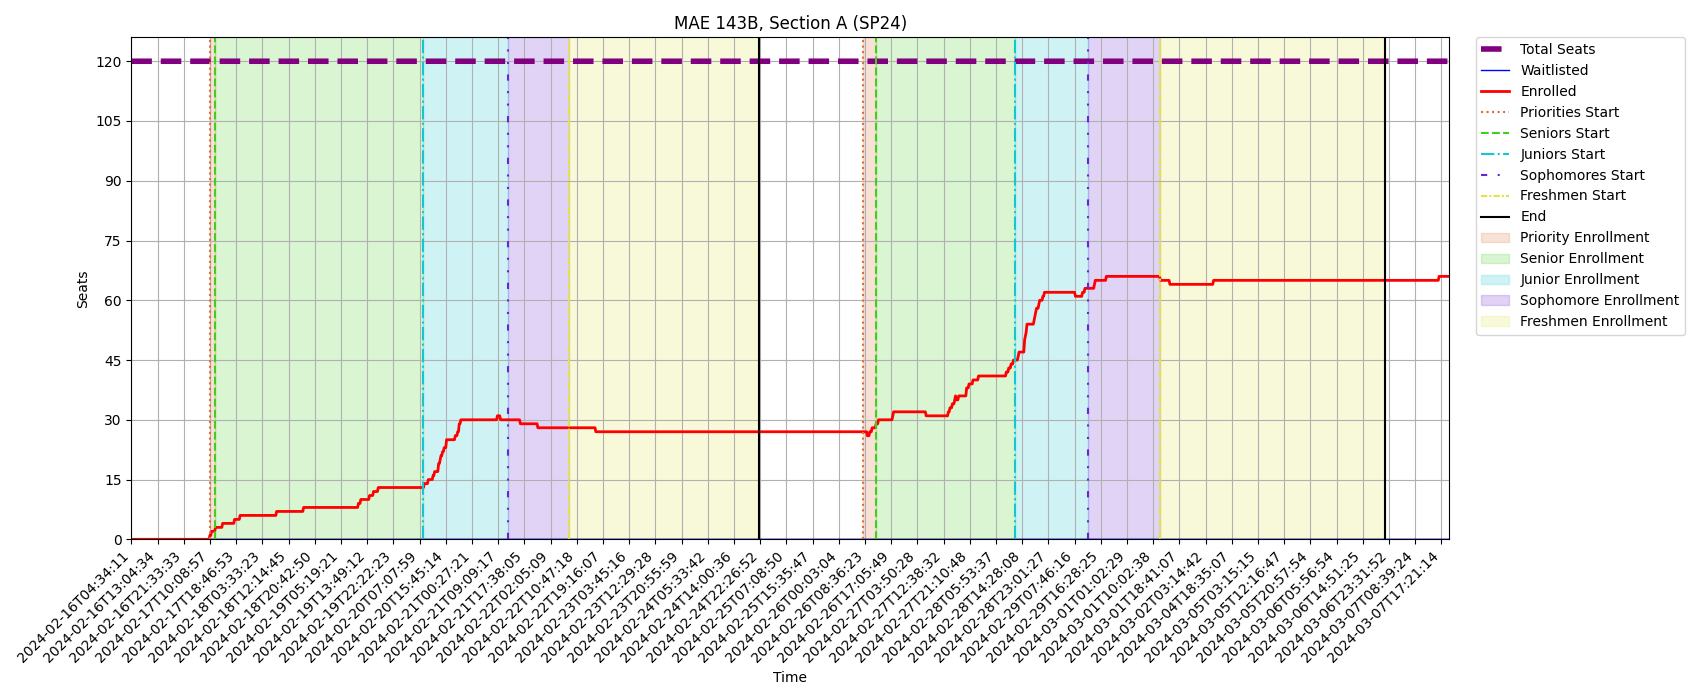 MAE 143B, Section A (SP24)
Seats
120
105
90
75
60
45
30
15
0
2024-02-16T04:34:11
2024-02-16T13:04:34
2024-02-16T21:33:33
2024-02-17T10:08:57
2024-02-17T18:46:53
2024-02-18T03:33:23
2024-02-18T12:14:45
2024-02-18T20:42:50
2024-02-19T05:19:21
2024-02-19T13:49:12
2024-02-19T22:22:23
2024-02-20T07:07:59
2024-02-20T15:45:14
2024-02-21T00:27:21
2024-02-21T09:09:17
2024-02-21T17:38:05
2024-02-22T02:05:09
2024-02-22T10:47:18
2024-02-22T19:16:07
2024-02-23T03:45:16
2024-02-23T12:29:28
2024-02-23T20:55:59
2024-02-24T05:33:42
2024-02-24T14:00:36
2024-02-24T22:26:52
2024-02-25T07:08:50
2024-02-25T15:35:47
2024-02-26T00:03:04
2024-02-26T08:36:23
2024-02-26T17:05:49
2024-02-27T03:50:28
2024-02-27T12:38:32
2024-02-27T21:10:48
2024-02-28T05:53:37
2024-02-28T14:28:08
2024-02-28T23:01:27
2024-02-29T07:46:16
2024-02-29T16:28:25
2024-03-01T01:02:29
2024-03-01T10:02:38
2024-03-01T18:41:07
2024-03-02T03:14:42
2024-03-04T18:35:07
2024-03-05T03:15:15
2024-03-05T12:16:47
2024-03-05T20:57:54
2024-03-06T05:56:54
2024-03-06T14:51:25
2024-03-06T23:31:52
2024-03-07T08:39:24
2024-03-07T17:21:14
Time
Total Seats
Waitlisted
Enrolled
Priorities Start
Seniors Start
Juniors Start
Sophomores Start
Freshmen Start
End
Priority Enrollment
Senior Enrollment
Junior Enrollment
Sophomore Enrollment
Freshmen Enrollment